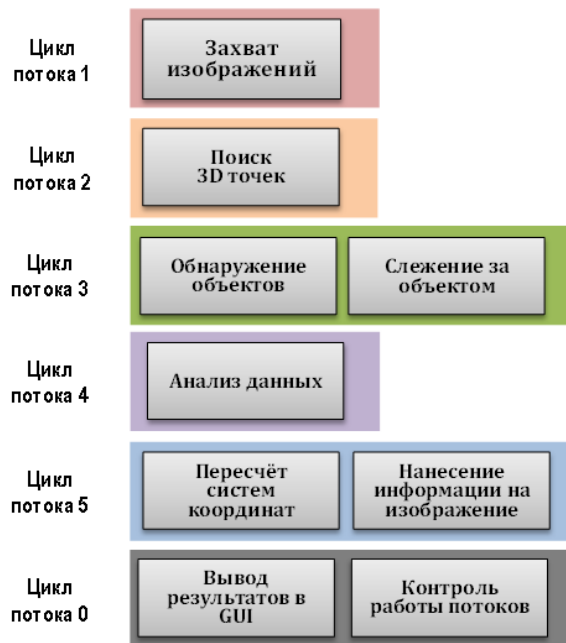 Цикл
потока 1
Захват
изображений
Цикл
потока 2
Поиск
3D точек
Цикл
потока 3
Обнаружение
объектов
Слежение за
объектом
Цикл
потока 4
Анализ данных
Цикл
потока 5
Пересчёт
систем
координат
Нанесение
информации на
изображение
Цикл
потока 0
Вывод
результатов в
GUI
Контроль
работы потоков